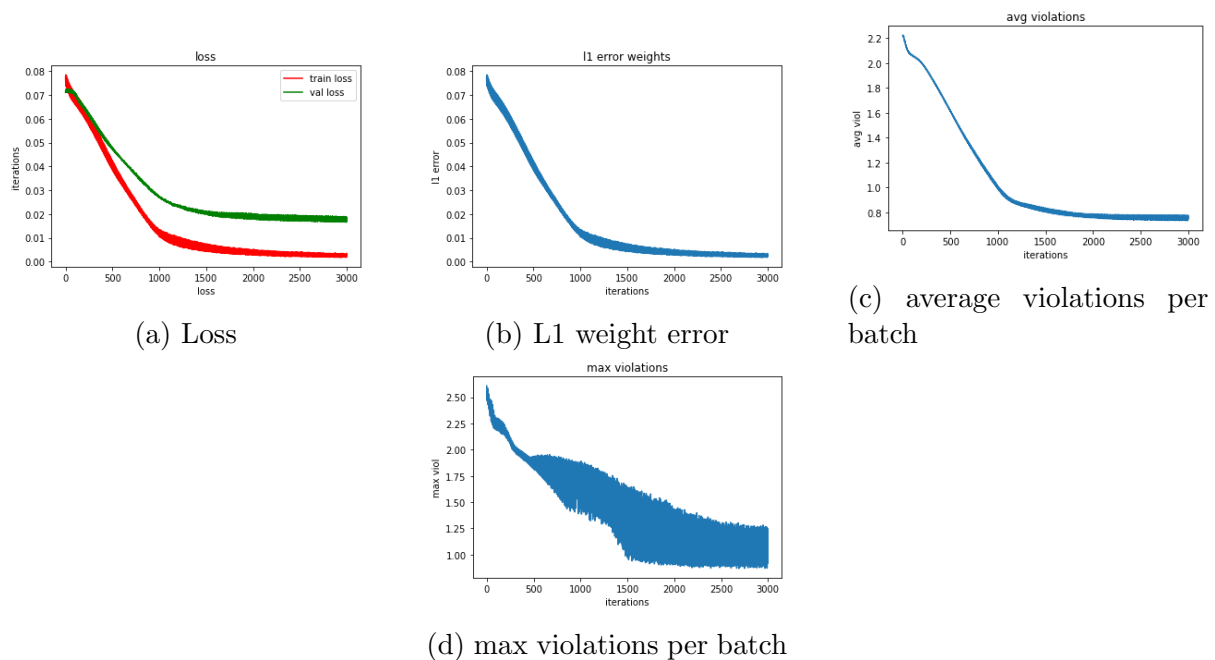 loss
0.08
0.07
0.06
0.05
0.04
0.03
0.02
0.01
0.00
iterations
train loss
val loss
0 500 1000 1500 2000 2500 3000
loss
(a) Loss
l1 error weights
0.08
0.07
0.06
0.05
0.04
0.03
0.02
0.01
0.00
l1 error
0 500 1000 1500 2000 2500 3000
iterations
(b) L1 weight error
avg violations
2.2
2.0
1.8
1.6
1.4
1.2
1.0
0.8
avg viol
0 500 1000 1500 2000 2500 3000
iterations
(c) average violations per
batch
max violations
2.50
2.25
2.00
1.75
1.50
1.25
1.00
max viol
0 500 1000 1500 2000 2500 3000
iterations
(d) max violations per batch